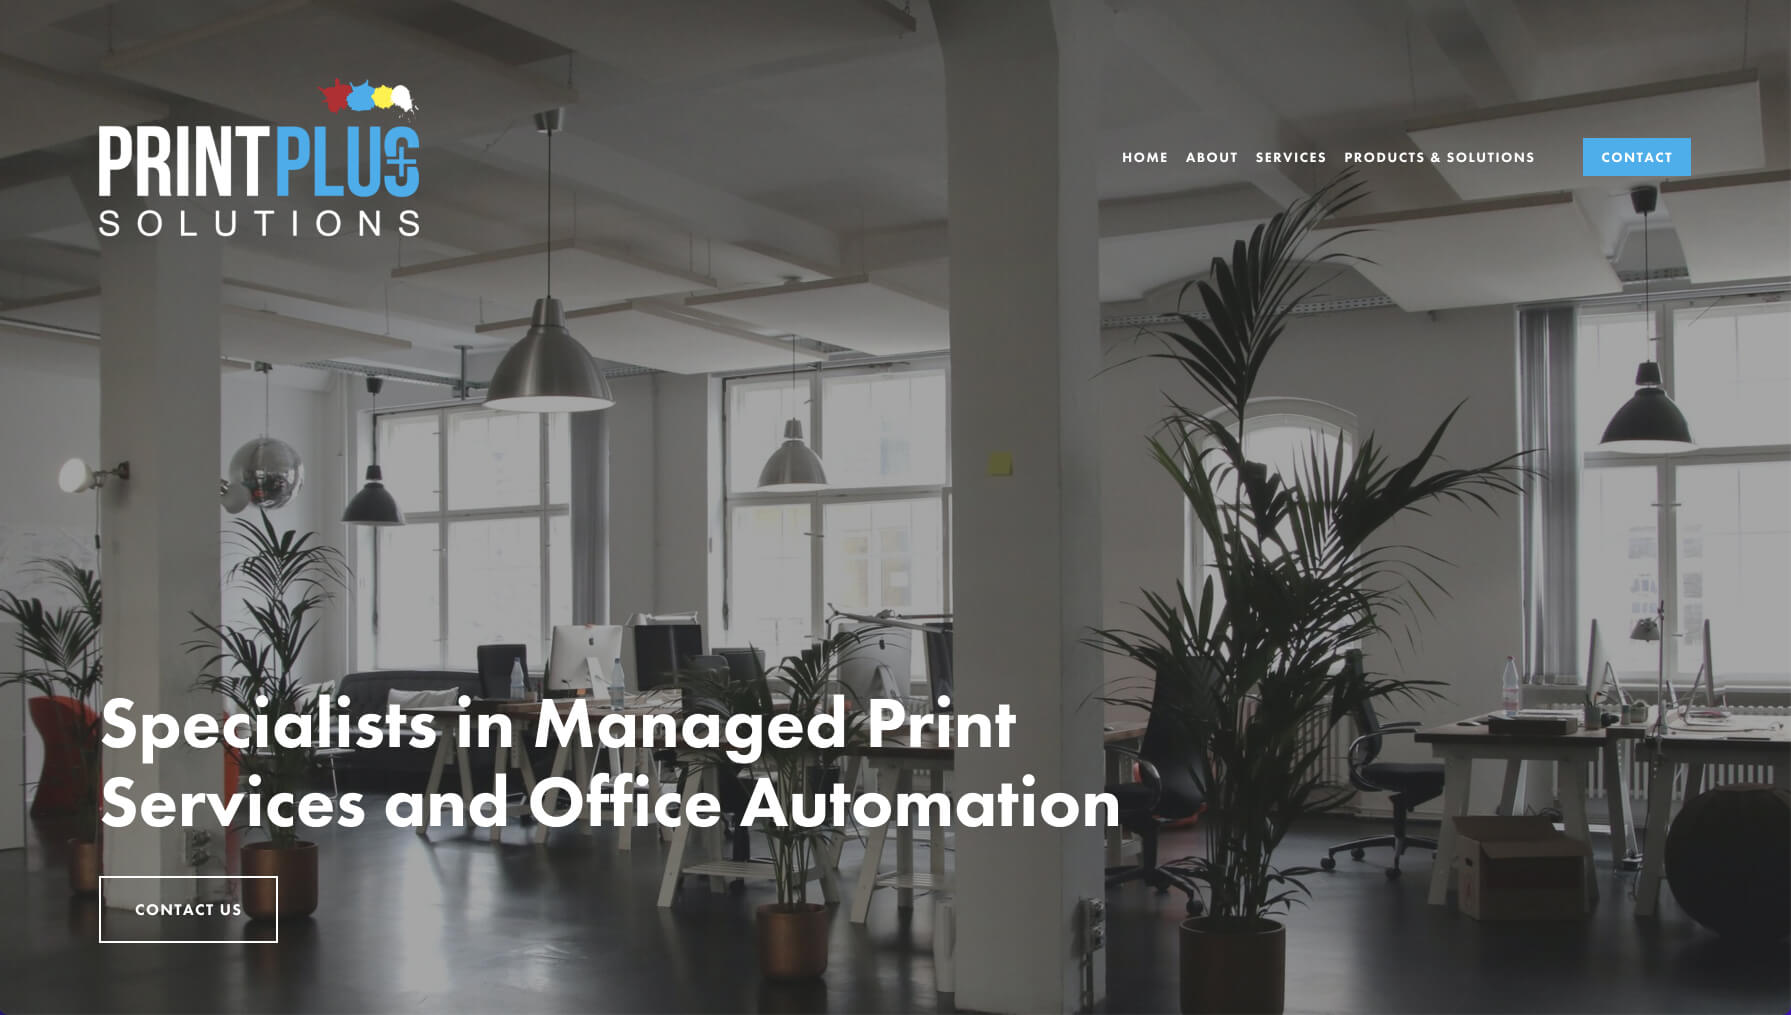 PRINTPLUS
SOLUTIONS
HOME ABOUT SERVICES PRODUCTS & SOLUTIONS CONTACT
Specialists in Managed Print
Services and Office Automation
CONTACT US